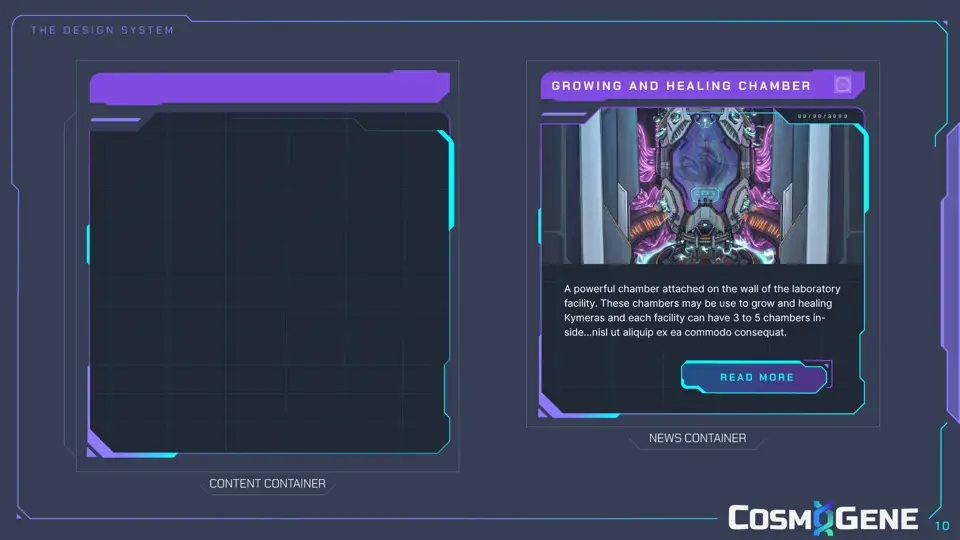 THE DESIGN SYSTEM
GROWING AND HEALING CHAMBER
00/00/0000
A powerful chamber attached on the wall of the laboratory
facility. These chambers may be use to grow and healing
Kymeras and each facility can have 3 to 5 chambers in-
side...nisl ut aliquip ex ea commodo consequat.
READ MORE
NEWS CONTAINER
CONTENT CONTAINER
COSMOGENE
10